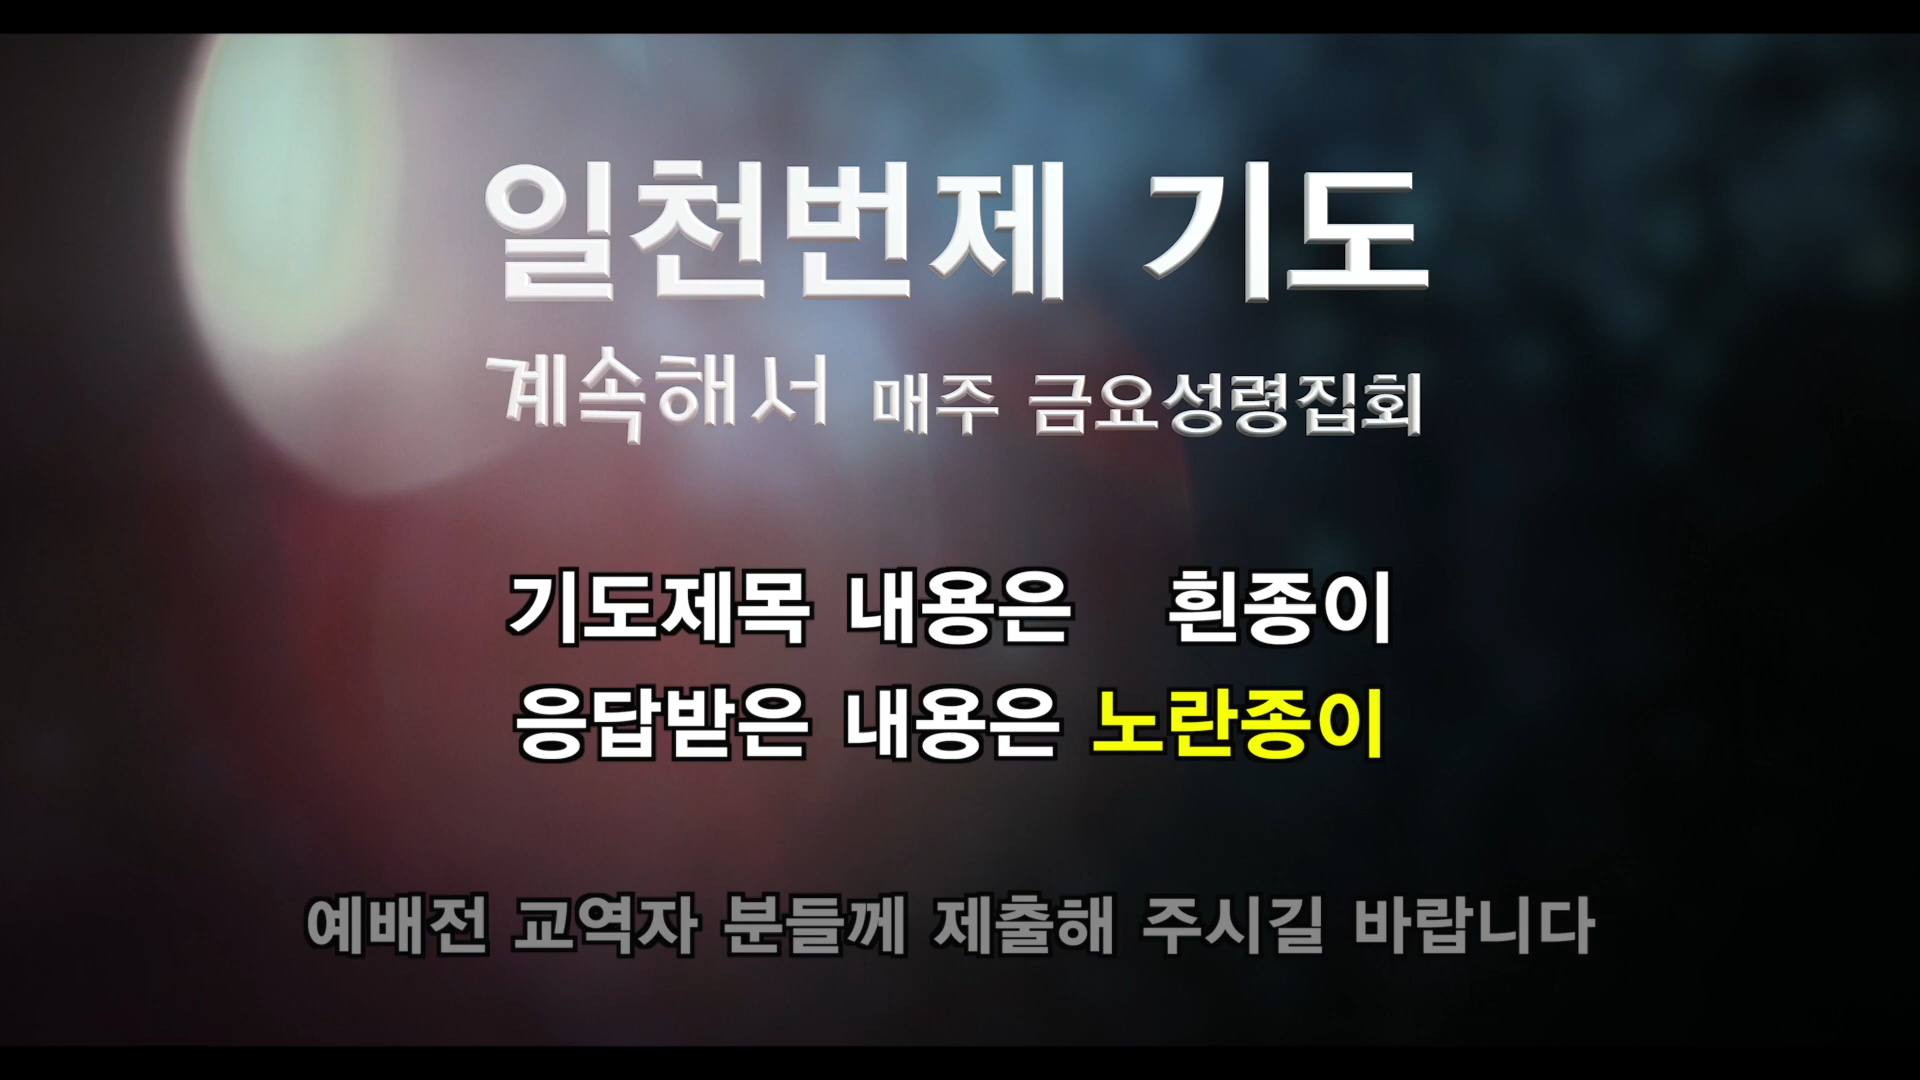 일천번제 기도
계속해서 매주 금요성령집회
기도제목 내용은 흰종이
응답받은 내용은 노란종이
예배전 교역자 분들께 제출해 주시길 바랍니다